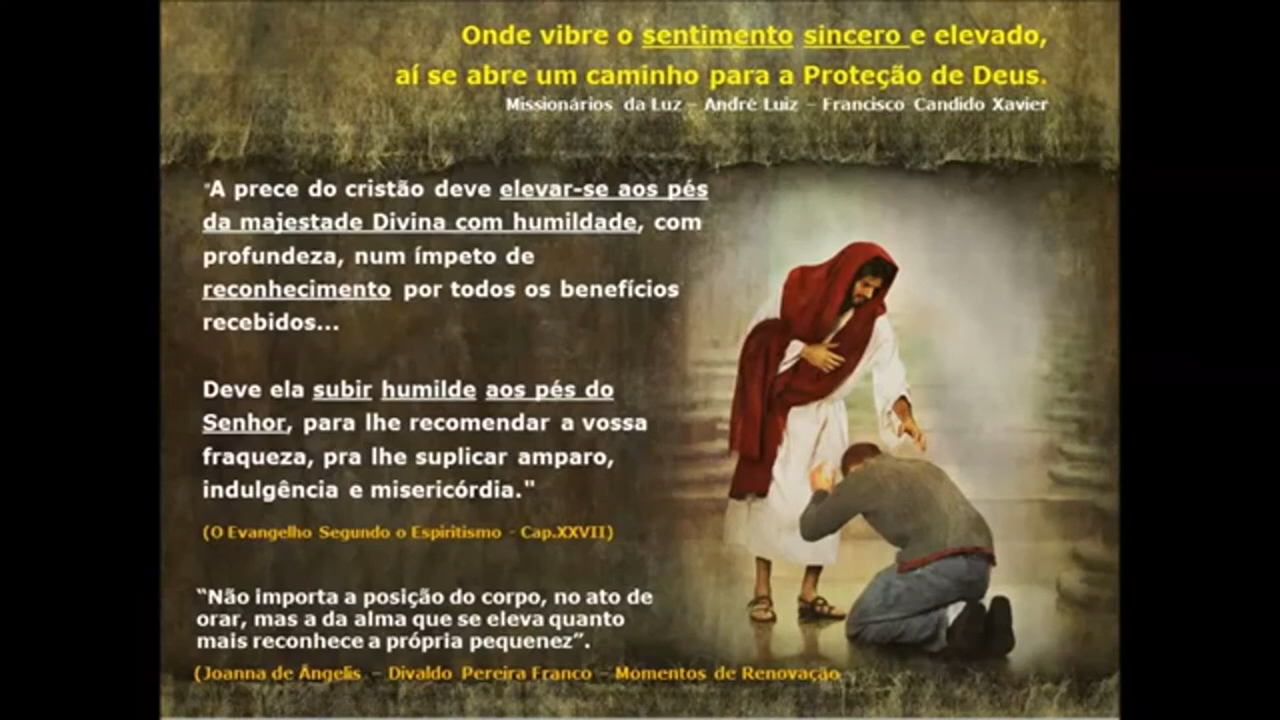 Onde vibre o sentimento sincero e elevado,
aí se abre um caminho para a Proteção de Deus.
Missionários da Luz – André Luiz – Francisco Candido Xavier
"A prece do cristão deve elevar-se aos pés
da majestade Divina com humildade, com
profundeza, num ímpeto de
reconhecimento por todos os benefícios
recebidos...
Deve ela subir humilde aos pés do
Senhor, para lhe recomendar a vossa
fraqueza, pra lhe suplicar amparo,
indulgência e misericórdia."
(O Evangelho Segundo o Espiritismo - Cap.XXVII)
“Não importa a posição do corpo, no ato de
orar, mas a da alma que se eleva quanto
mais reconhece a própria pequenez”.
(Joanna de Ângelis – Divaldo Pereira Franco – Momentos de Renovação